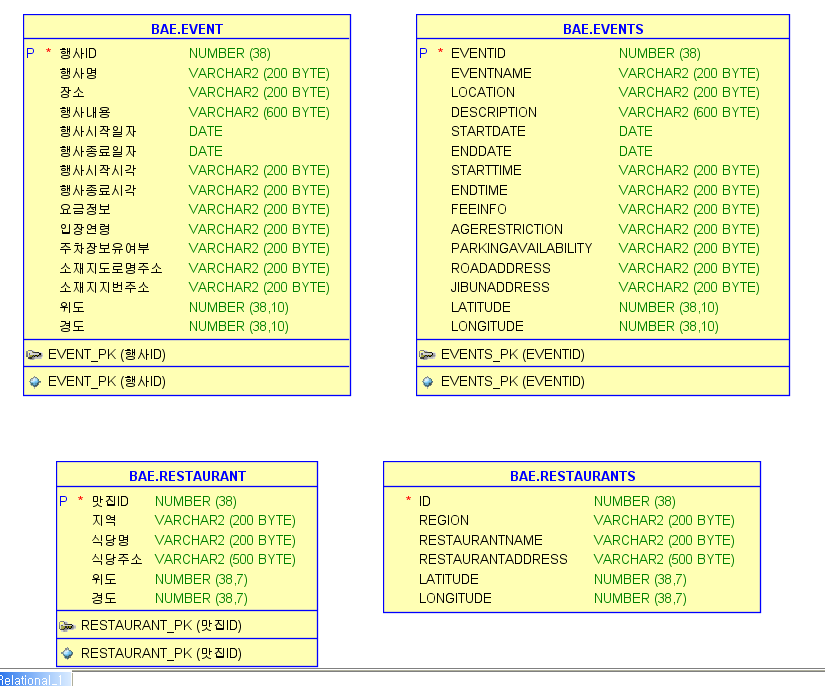 BAE.EVENT
P * 행사ID NUMBER (38)
행사명 VARCHAR2 (200 BYTE)
장소 VARCHAR2 (200 BYTE)
행사내용 VARCHAR2 (600 BYTE)
행사시작일자 DATE
행사종료일자 DATE
행사시작시각 VARCHAR2 (200 BYTE)
행사종료시각 VARCHAR2 (200 BYTE)
요금정보 VARCHAR2 (200 BYTE)
입장연령 VARCHAR2 (200 BYTE)
주차장보유여부 VARCHAR2 (200 BYTE)
소재지도로명주소 VARCHAR2 (200 BYTE)
소재지지번주소 VARCHAR2 (200 BYTE)
위도 NUMBER (38,10)
경도 NUMBER (38,10)
EVENT_PK (행사ID)
EVENT_PK (행사ID)
BAE.EVENTS
P * EVENTID NUMBER (38)
EVENTNAME VARCHAR2 (200 BYTE)
LOCATION VARCHAR2 (200 BYTE)
DESCRIPTION VARCHAR2 (600 BYTE)
STARTDATE DATE
ENDDATE DATE
STARTTIME VARCHAR2 (200 BYTE)
ENDTIME VARCHAR2 (200 BYTE)
FEEINFO VARCHAR2 (200 BYTE)
AGERESTRICTION VARCHAR2 (200 BYTE)
PARKINGAVAILABILITY VARCHAR2 (200 BYTE)
ROADADDRESS VARCHAR2 (200 BYTE)
JIBUNADDRESS VARCHAR2 (200 BYTE)
LATITUDE NUMBER (38,10)
LONGITUDE NUMBER (38,10)
EVENTS_PK (EVENTID)
EVENTS_PK (EVENTID)
BAE.RESTAURANT
P * 맛집ID NUMBER (38)
지역 VARCHAR2 (200 BYTE)
식당명 VARCHAR2 (200 BYTE)
식당주소 VARCHAR2 (500 BYTE)
위도 NUMBER (38,7)
경도 NUMBER (38,7)
RESTAURANT_PK (맛집ID)
RESTAURANT_PK (맛집ID)
BAE.RESTAURANTS
* ID NUMBER (38)
REGION VARCHAR2 (200 BYTE)
RESTAURANTNAME VARCHAR2 (200 BYTE)
RESTAURANTADDRESS VARCHAR2 (500 BYTE)
LATITUDE NUMBER (38,7)
LONGITUDE NUMBER (38,7)
Relational_1